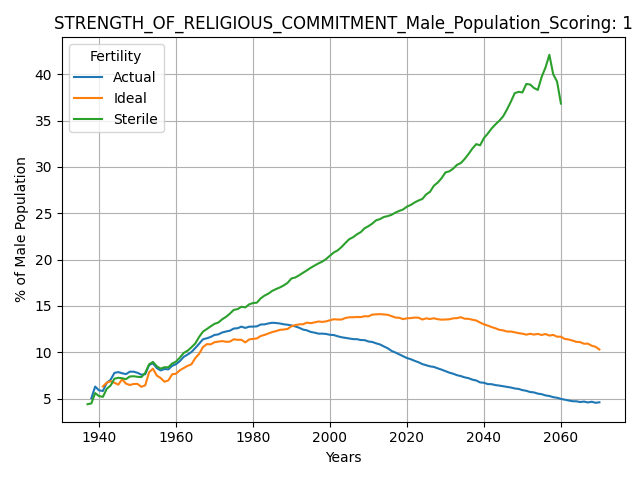 STRENGTH_OF_RELIGIOUS_COMMITMENT_Male_Population_Scoring: 1
Fertility
Actual
Ideal
Sterile
% of Male Population
40
35
30
25
20
15
10
5
1940 1960 1980 2000 2020 2040 2060
Years